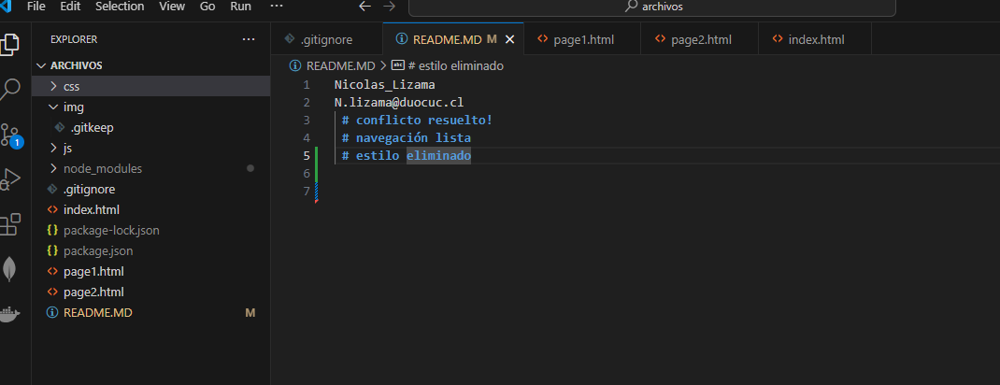 File Edit Selection View Go Run ··· ← → archivos
EXPLORER ···
ARCHIVOS
css
img
.gitkeep
js
node_modules
.gitignore
index.html
{} package-lock.json
{} package.json
<> page1.html
<> page2.html
README.MD M
1
.gitignore README.MD M × <> page1.html <> page2.html <> index.html
README.MD > abc # estilo eliminado
1 Nicolas_Lizama
2 N.lizama@duocuc.cl
3 # conflicto resuelto!
4 # navegación lista
5 # estilo eliminado
6
7